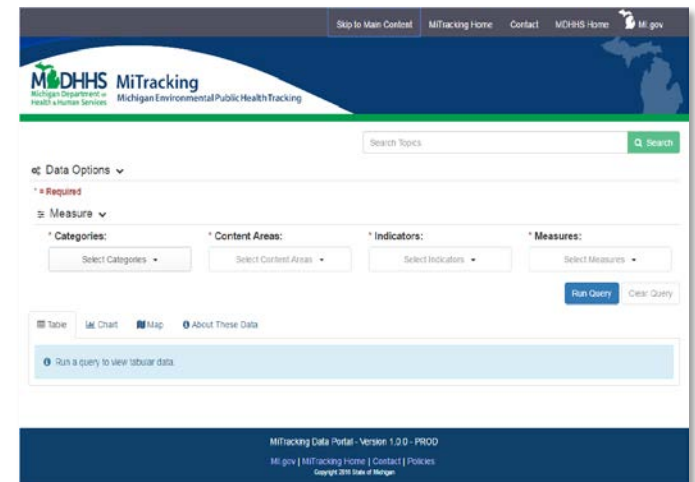 Skip to Main Content MiTracking Home Contact MDHHS Home MI.gov
MDHHS
Michigan Department of
Health & Human Services
MiTracking
Michigan Environmental Public Health Tracking
Search Topics Search
Data Options
* = Required
Measure
* Categories: * Content Areas: * Indicators: * Measures:
Select Categories Select Content Areas Select Indicators Select Measures
Run Query Clear Query
Table Chart Map About These Data
Run a query to view tabular data.
MiTracking Data Portal - Version 1.0.0 - PROD
MI.gov | MiTracking Home | Contact | Policies
Copyright 2016 State of Michigan